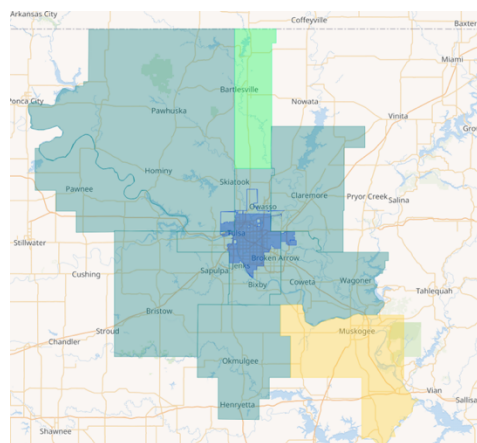 Arkansas City
Coffeyville
Baxter
Miami
Bartlesville
Ponca City
Pawhuska
Nowata
Vinita
Hominy
Skiatook
Pawnee
Claremore
Pryor Creek
Salina
Owasso
Stillwater
Tulsa
Broken Arrow
Cushing
Sapulpa
Jenks
Bixby
Coweta
Wagoner
Tahlequah
Bristow
Stroud
Muskogee
Chandler
Okmulgee
Vian
Henryetta
Shawnee